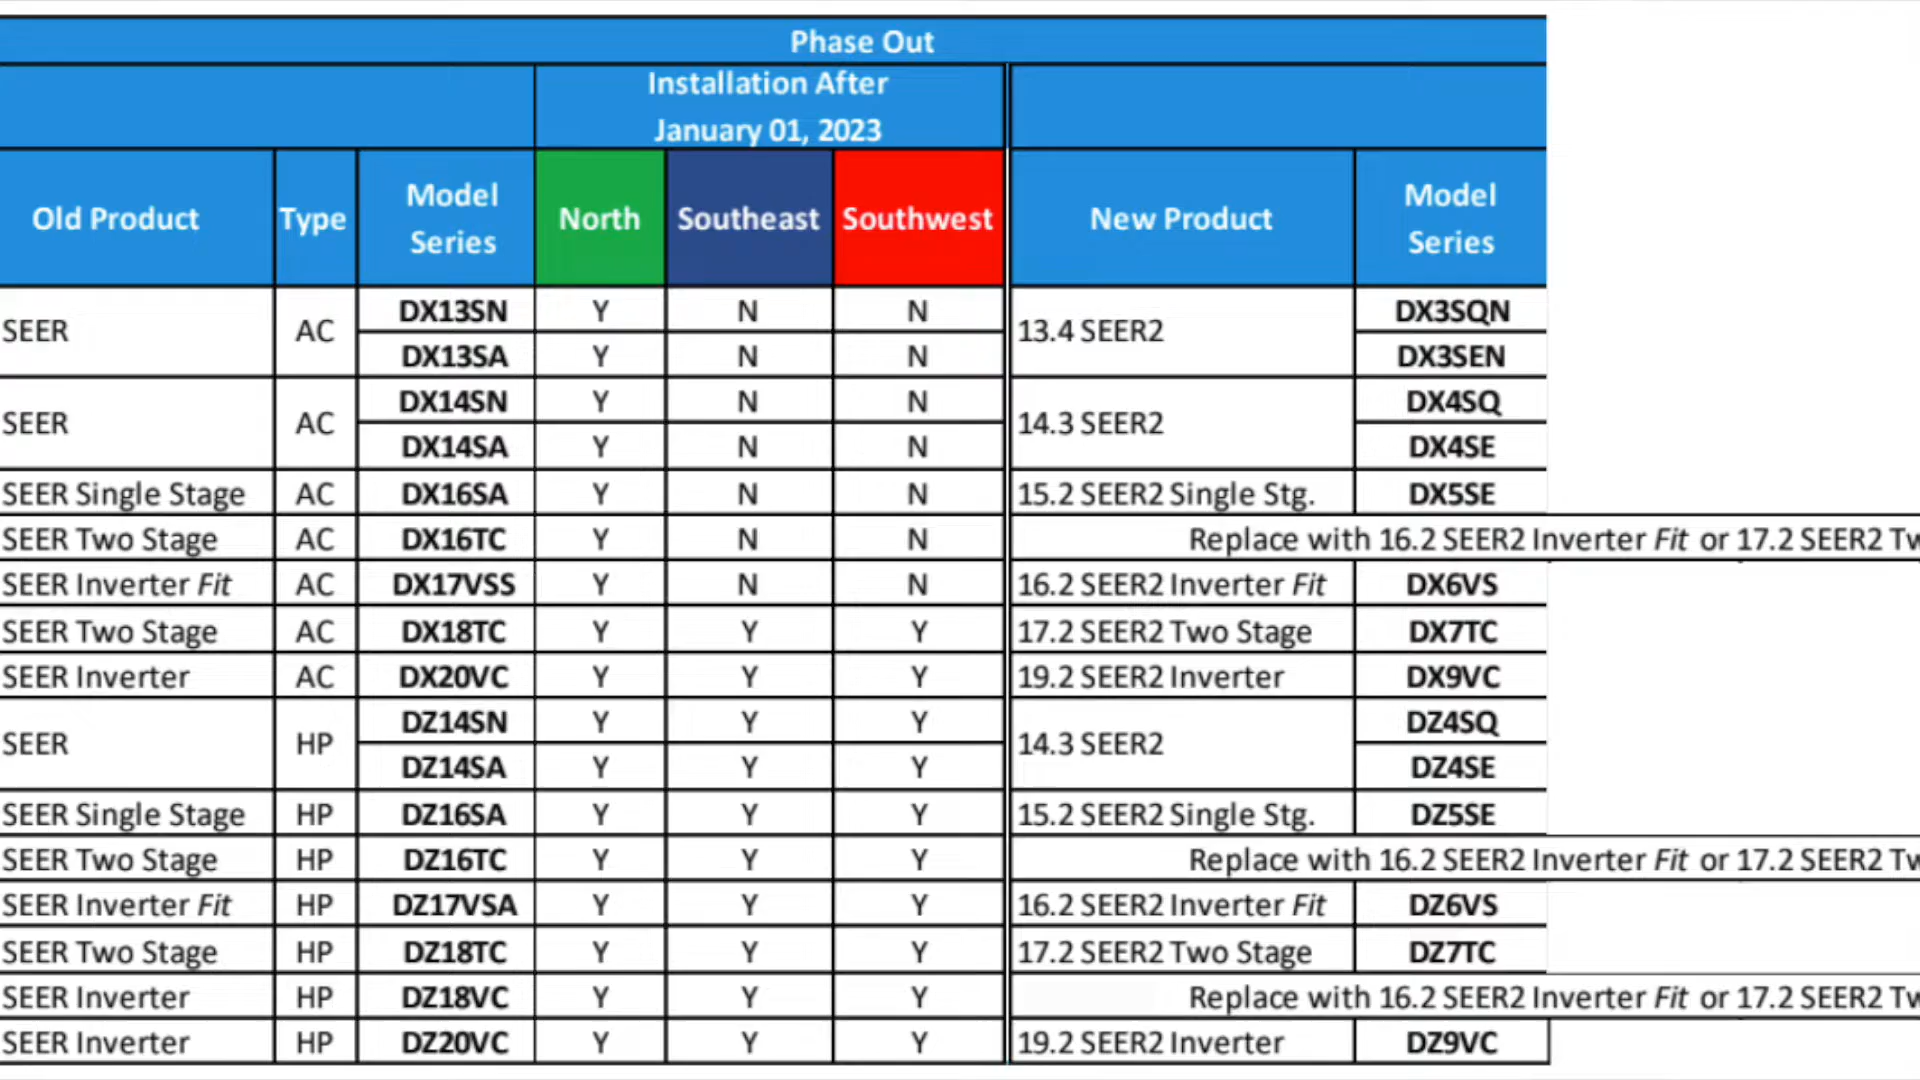 Phase Out
Installation After
January 01, 2023
Old Product Type Model Series North Southeast Southwest New Product Model Series
SEER AC DX13SN Y N N 13.4 SEER2 DX3SQN
DX13SA Y N N DX3SEN
SEER AC DX14SN Y N N 14.3 SEER2 DX4SQ
DX14SA Y N N DX4SE
SEER Single Stage AC DX16SA Y N N 15.2 SEER2 Single Stg. DX5SE
SEER Two Stage AC DX16TC Y N N Replace with 16.2 SEER2 Inverter Fit or 17.2 SEER2
SEER Inverter Fit AC DX17VSS Y N N 16.2 SEER2 Inverter Fit DX6VS
SEER Two Stage AC DX18TC Y Y Y 17.2 SEER2 Two Stage DX7TC
SEER Inverter AC DX20VC Y Y Y 19.2 SEER2 Inverter DX9VC
SEER HP DZ14SN Y Y Y 14.3 SEER2 DZ4SQ
DZ14SA Y Y Y DZ4SE
SEER Single Stage HP DZ16SA Y Y Y 15.2 SEER2 Single Stg. DZ5SE
SEER Two Stage HP DZ16TC Y Y Y Replace with 16.2 SEER2 Inverter Fit or 17.2 SEER2
SEER Inverter Fit HP DZ17VSA Y Y Y 16.2 SEER2 Inverter Fit DZ6VS
SEER Two Stage HP DZ18TC Y Y Y 17.2 SEER2 Two Stage DZ7TC
SEER Inverter HP DZ18VC Y Y Y Replace with 16.2 SEER2 Inverter Fit or 17.2 SEER2
SEER Inverter HP DZ20VC Y Y Y 19.2 SEER2 Inverter DZ9VC